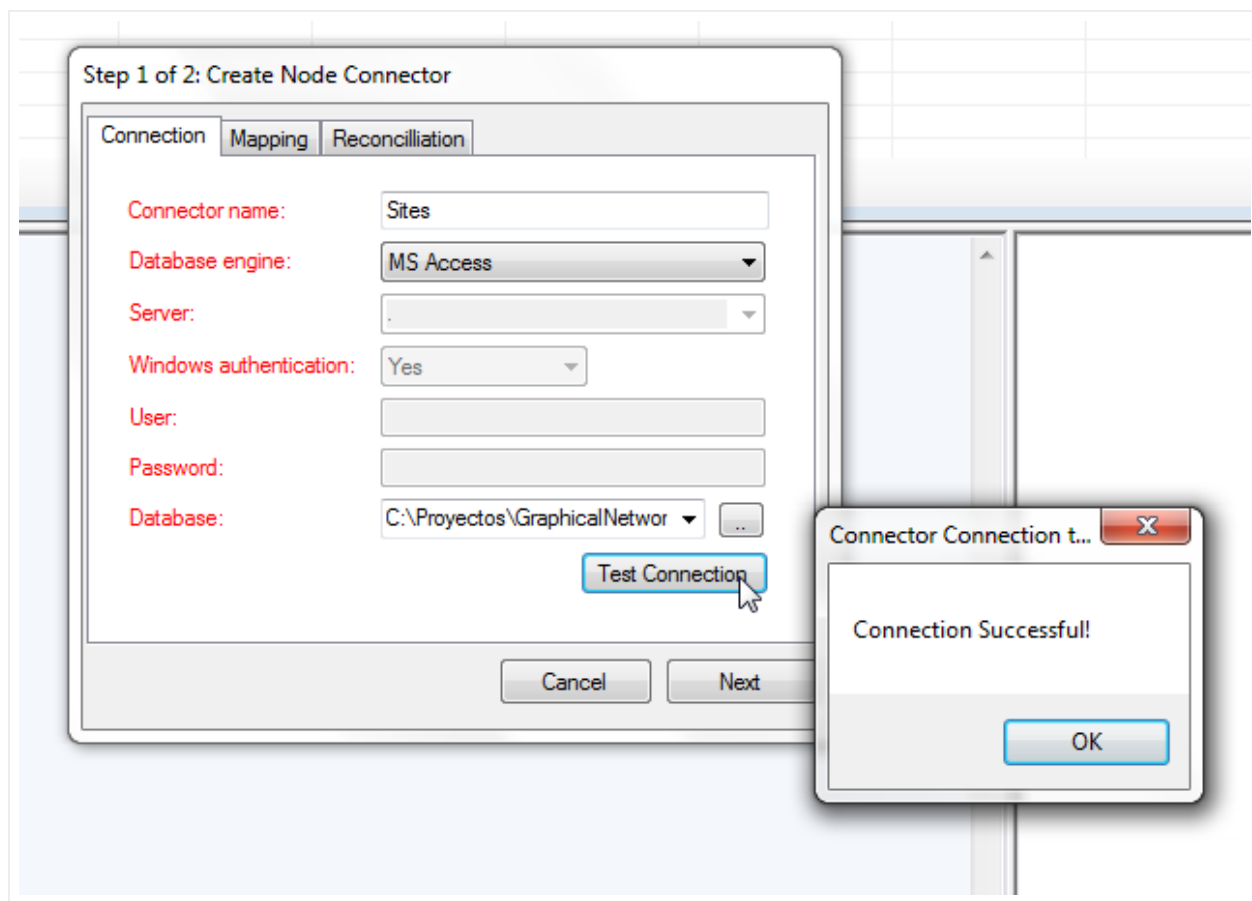 Step 1 of 2: Create Node Connector
Connection Mapping Reconcilliation
Connector name: Sites
Database engine: MS Access
Server: .
Windows authentication: Yes
User:
Password:
Database: C:\Proyectos\GraphicalNetwor ..
Test Connection
Cancel Next
Connector Connection t...
Connection Successful!
OK